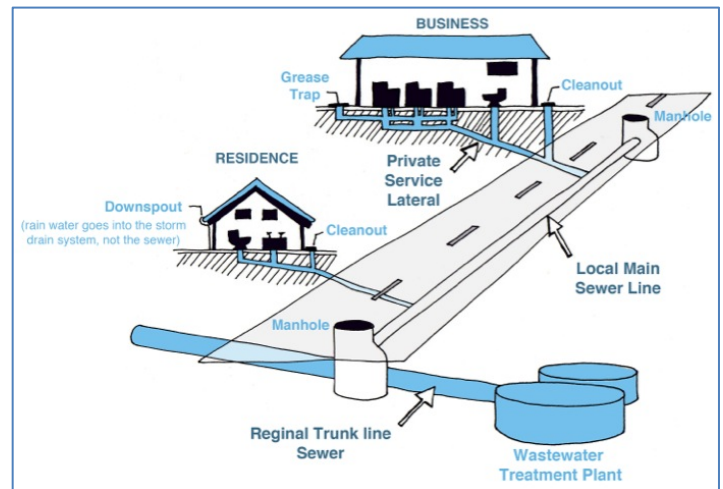 BUSINESS
Grease
Trap
Cleanout
Manhole
Private
Service
Lateral
RESIDENCE
Downspout
(rain water goes into the storm
drain system, not the sewer)
Cleanout
Local Main
Sewer Line
Manhole
Reginal Trunk line
Sewer
Wastewater
Treatment Plant